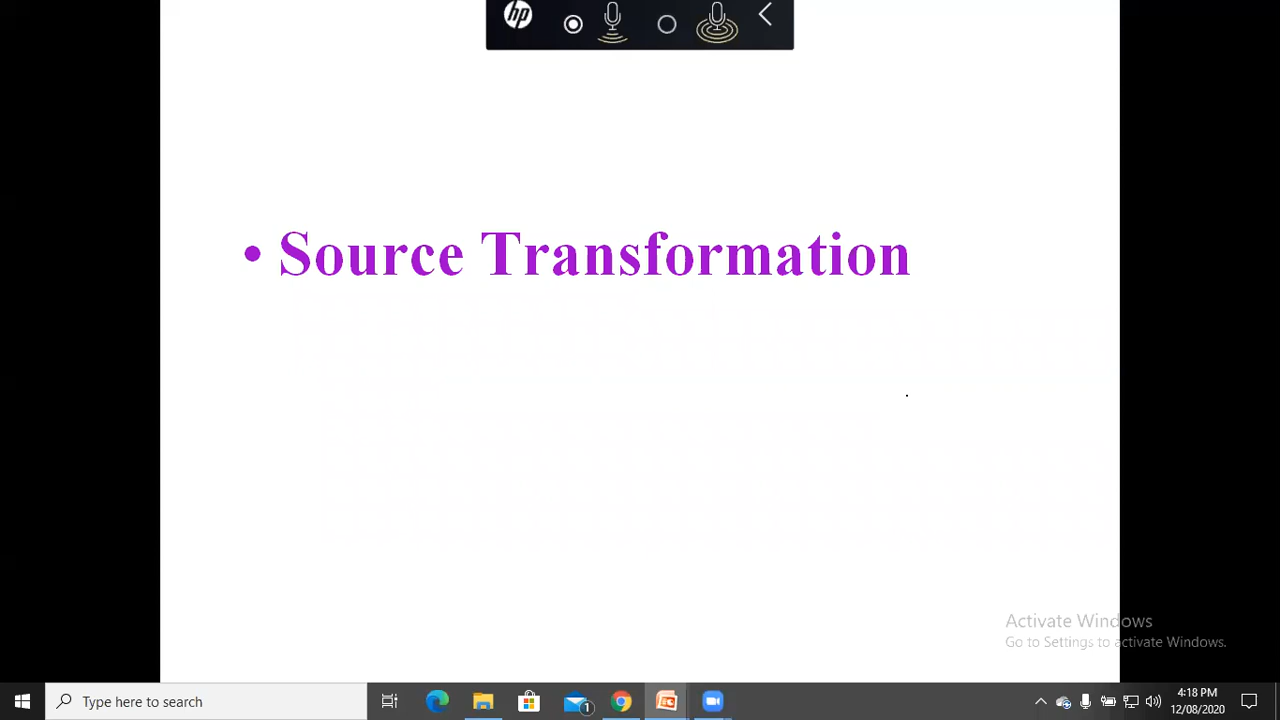 hp
• Source Transformation
Activate Windows
Go to Settings to activate Windows.
Type here to search
1
4:18 PM
12/08/2020